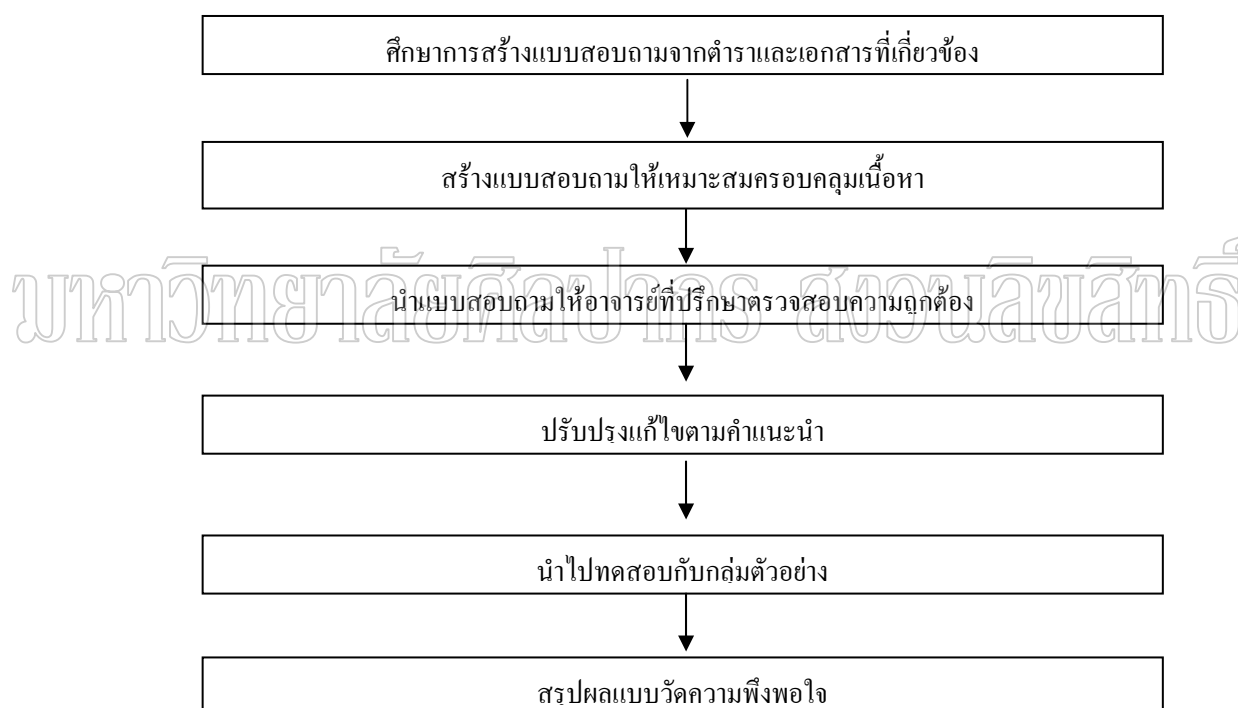 ศึกษาการสร้างแบบสอบถามจากตำราและเอกสารที่เกี่ยวข้อง
สร้างแบบสอบถามให้เหมาะสมครอบคลุมเนื้อหา
มหาวิทยาลัยศิลปากร สงวนลิขสิทธิ์
นำแบบสอบถามให้อาจารย์ที่ปรึกษาตรวจสอบความถูกต้อง
ปรับปรุงแก้ไขตามคำแนะนำ
นำไปทดสอบกับกลุ่มตัวอย่าง
สรุปผลแบบวัดความพึงพอใจ